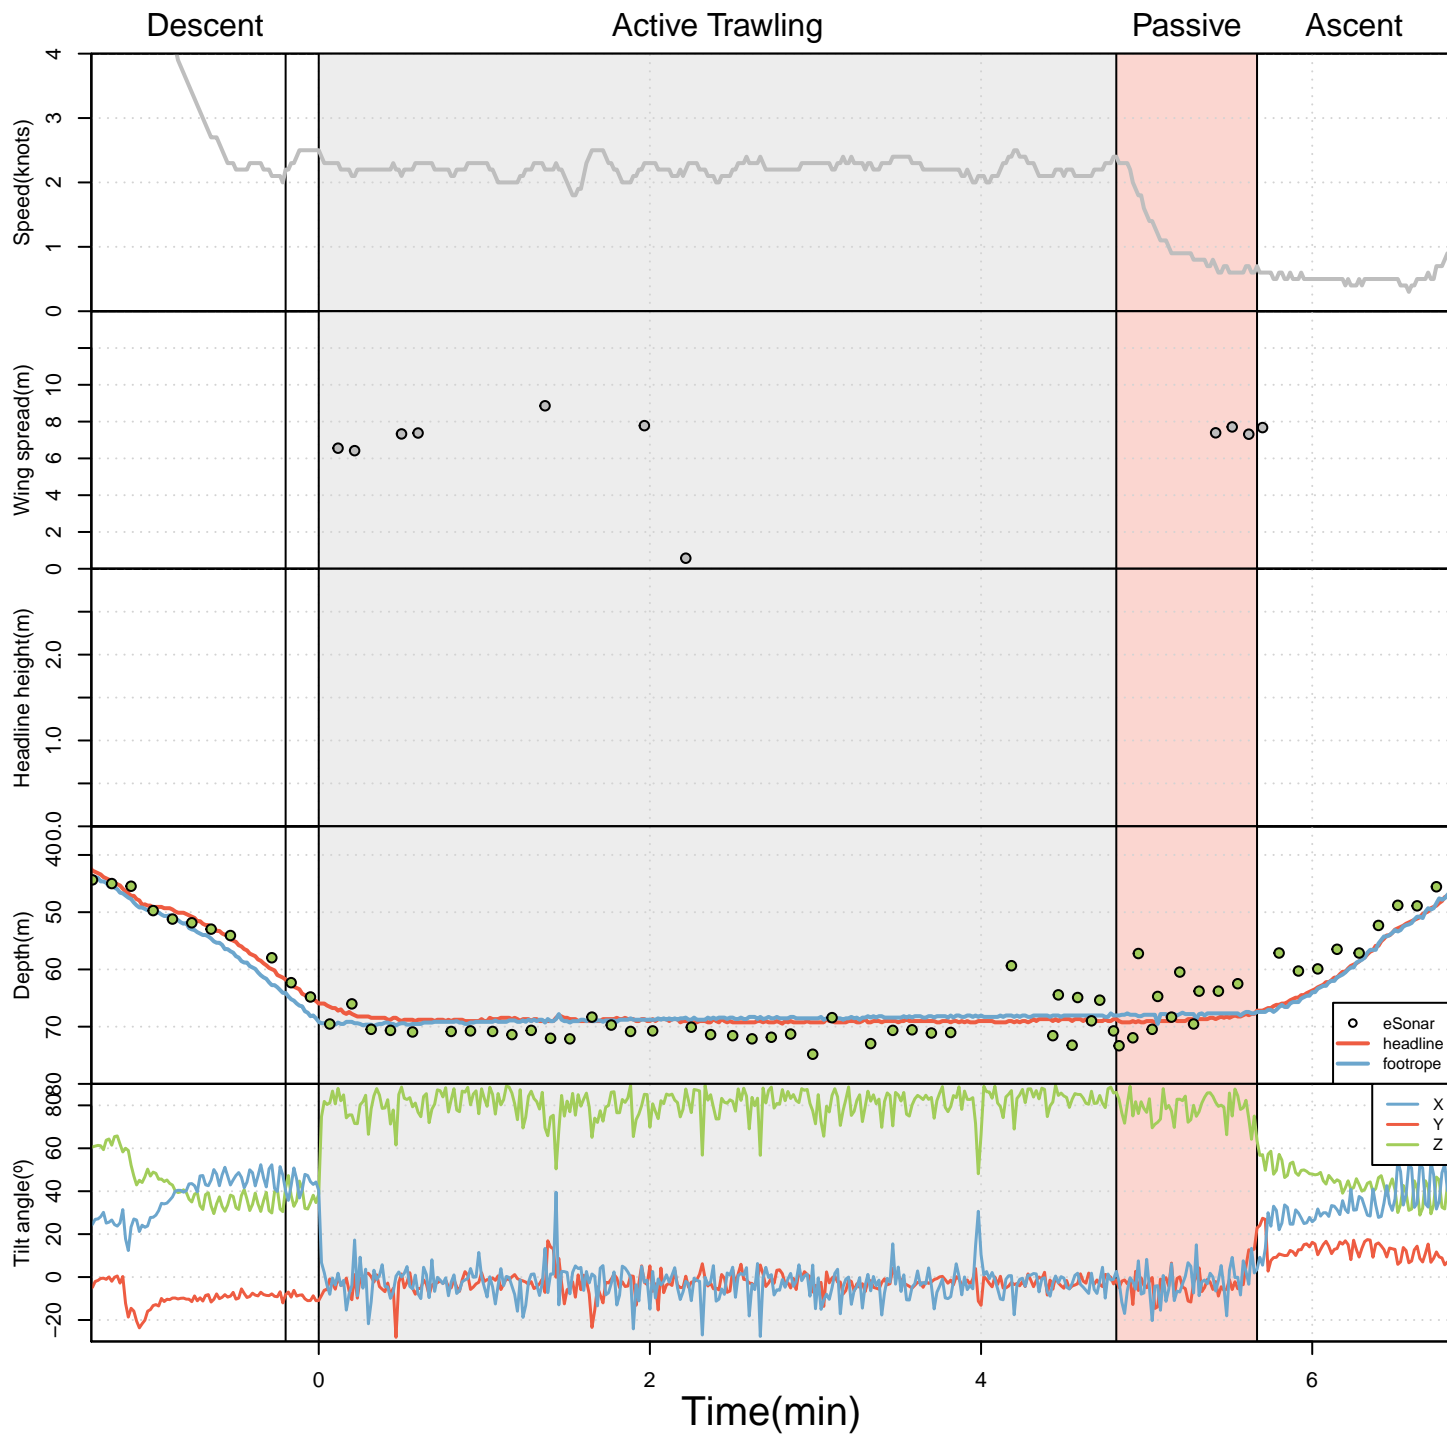 Descent Active Trawling Passive Ascent
Speed(knots)
4
3
2
1
0
Wing spread(m)
10
8
6
4
2
0
Headline height(m)
2.0
1.0
0.0
Depth(m)
40
50
60
70
80
eSonar
headline
footrope
Tilt angle(º)
80
60
40
20
0
−20
X
Y
Z
0 2 4 6
Time(min)